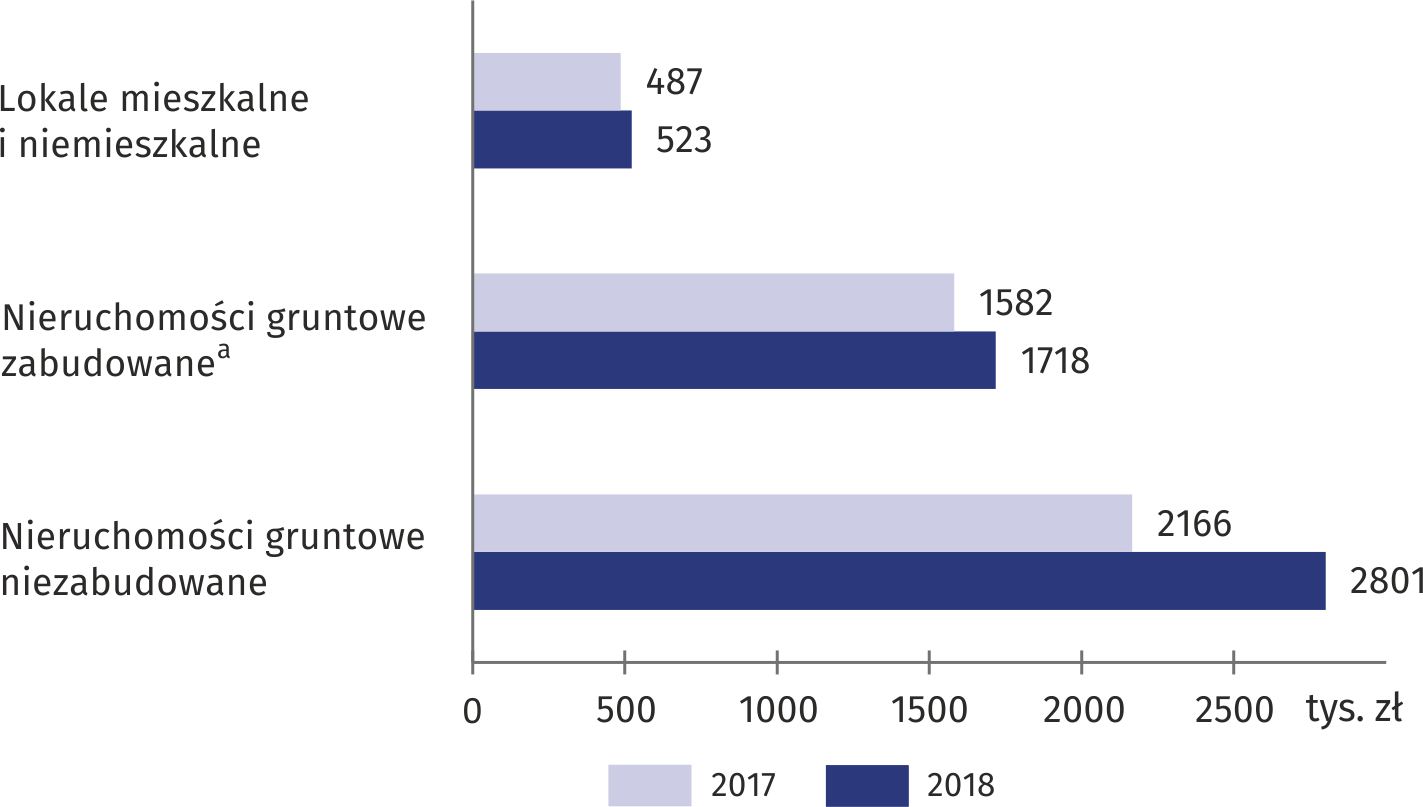 Lokale mieszkalne
i niemieszkalne
487
523
Nieruchomości gruntowe
zabudowaneᵃ
1582
1718
Nieruchomości gruntowe
niezabudowane
2166
2801
0 500 1000 1500 2000 2500 tys. zł
2017 2018